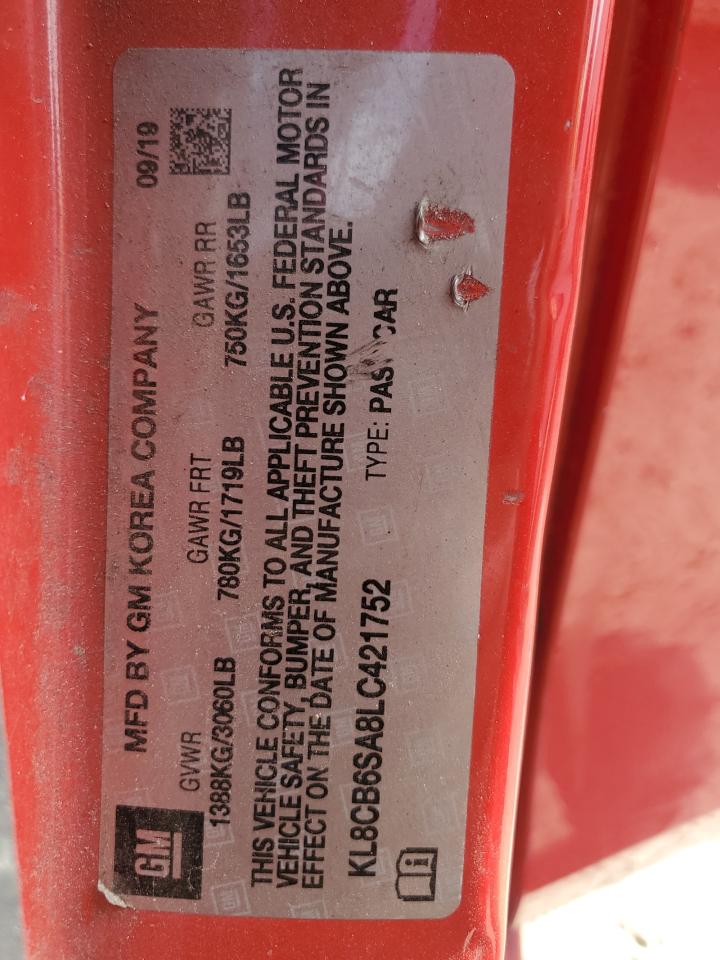 GM
MFD BY GM KOREA COMPANY
09/19
GVWR
GAWR FRT
GAWR RR
1388KG/3060LB
780KG/1719LB
750KG/1653LB
THIS VEHICLE CONFORMS TO ALL APPLICABLE U.S. FEDERAL MOTOR
VEHICLE SAFETY, BUMPER, AND THEFT PREVENTION STANDARDS IN
EFFECT ON THE DATE OF MANUFACTURE SHOWN ABOVE.
KL8CB6SA8LC421752
TYPE: PASS CAR